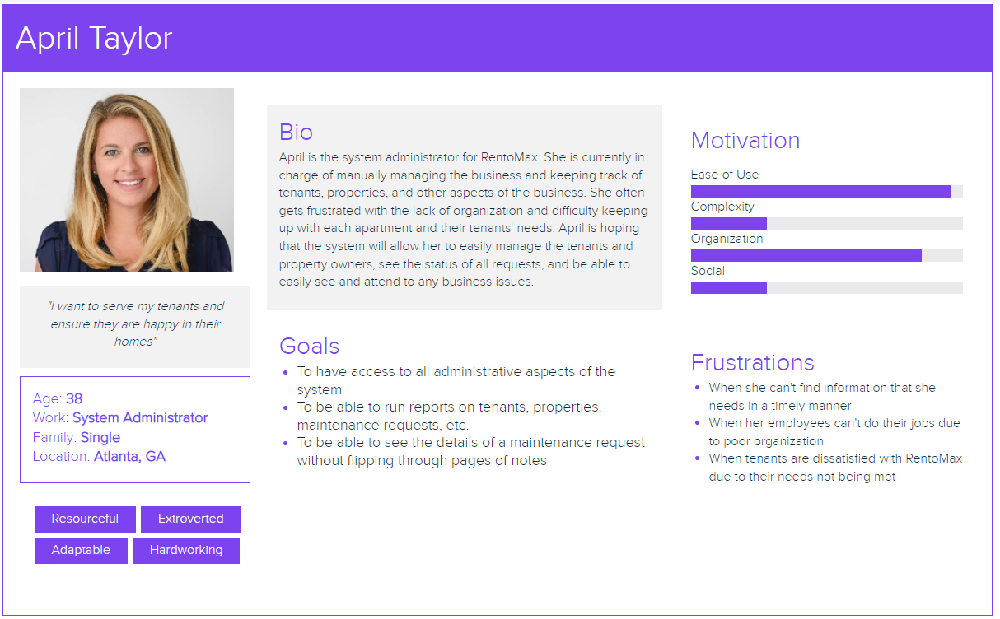 April Taylor
"I want to serve my tenants and
ensure they are happy in their
homes"
Age: 38
Work: System Administrator
Family: Single
Location: Atlanta, GA
Resourceful
Extroverted
Adaptable
Hardworking
Bio
April is the system administrator for RentoMax. She is currently in
charge of manually managing the business and keeping track of
tenants, properties, and other aspects of the business. She often
gets frustrated with the lack of organization and difficulty keeping
up with each apartment and their tenants' needs. April is hoping
that the system will allow her to easily manage the tenants and
property owners, see the status of all requests, and be able to
easily see and attend to any business issues.
Goals
• To have access to all administrative aspects of the
system
• To be able to run reports on tenants, properties,
maintenance requests, etc.
• To be able to see the details of a maintenance request
without flipping through pages of notes
Motivation
Ease of Use
Complexity
Organization
Social
Frustrations
• When she can't find information that she
needs in a timely manner
• When her employees can't do their jobs due
to poor organization
• When tenants are dissatisfied with RentoMax
due to their needs not being met